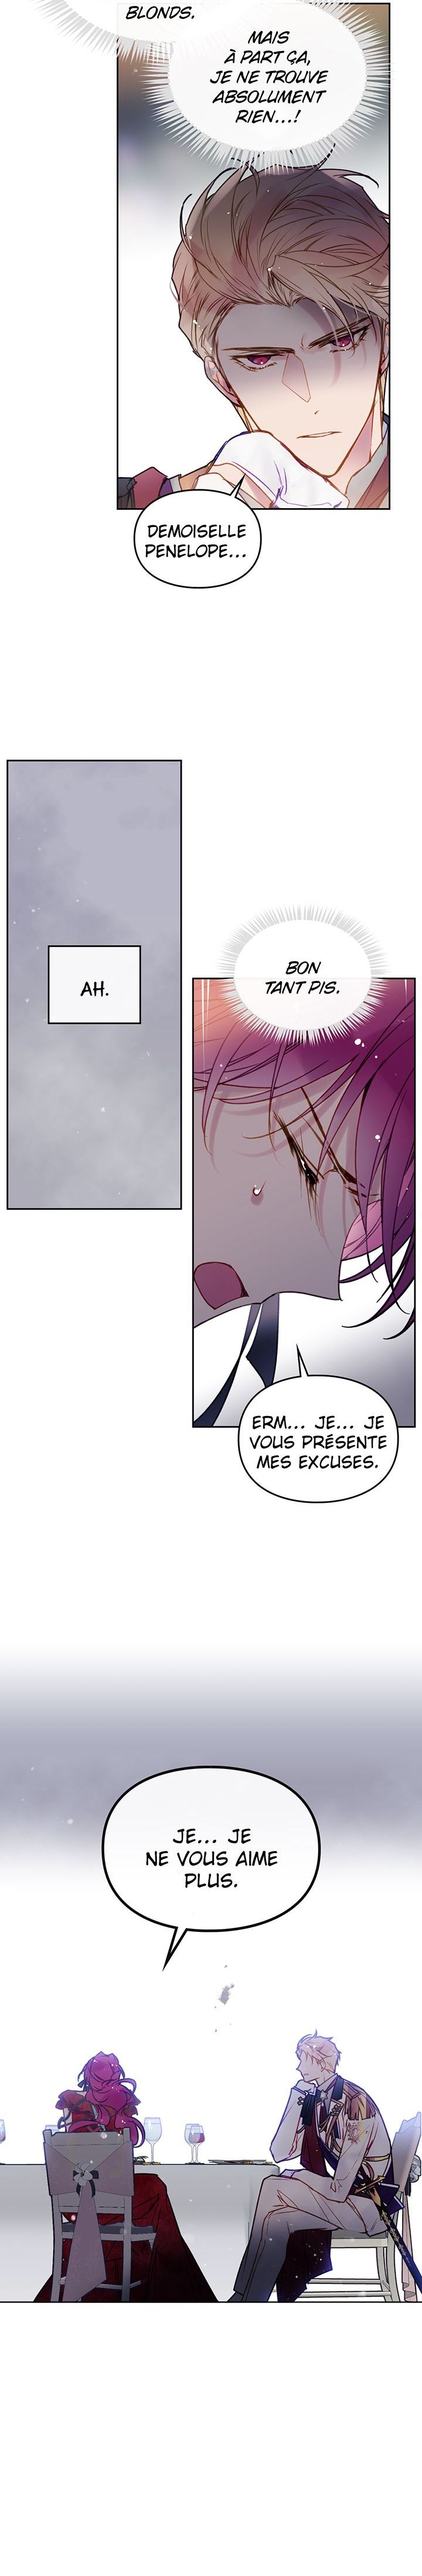 BLONDS.
MAIS
À PART ÇA,
JE NE TROUVE
ABSOLUMENT
RIEN...!
DEMOISELLE
PENELOPE...
AH.
BON
TANT PIS.
ERM... JE... JE
VOUS PRÉSENTE
MES EXCUSES.
JE... JE
NE VOUS AIME
PLUS.